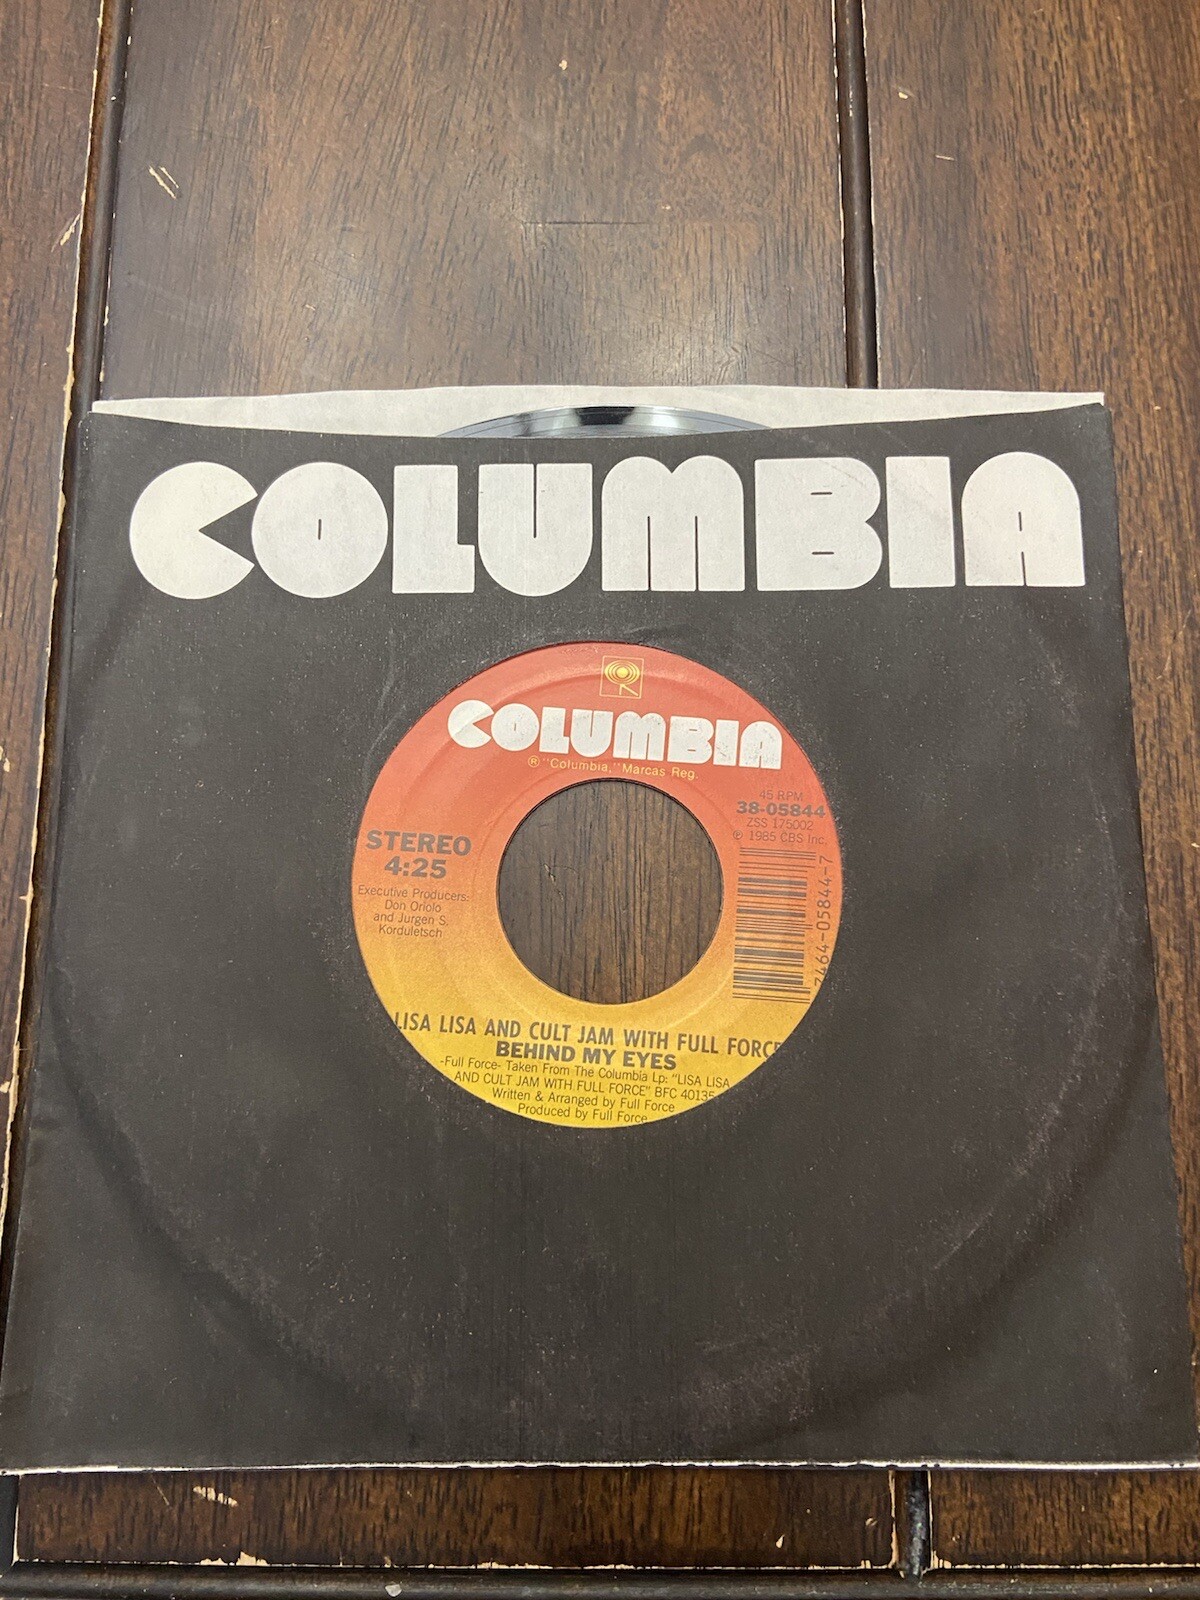 COLUMBIA
COLUMBIA
® "Columbia," Marcas Reg.
45 RPM
38-05844
ZSS 175002
℗ 1985 CBS Inc.
STEREO
4:25
Executive Producers:
Don Oriolo
and Jurgen S.
Korduletsch
7464-05844-7
LISA LISA AND CULT JAM WITH FULL FORCE
BEHIND MY EYES
-Full Force- Taken From The Columbia Lp: "LISA LISA
AND CULT JAM WITH FULL FORCE" BFC 40135
Written & Arranged by Full Force
Produced by Full Force